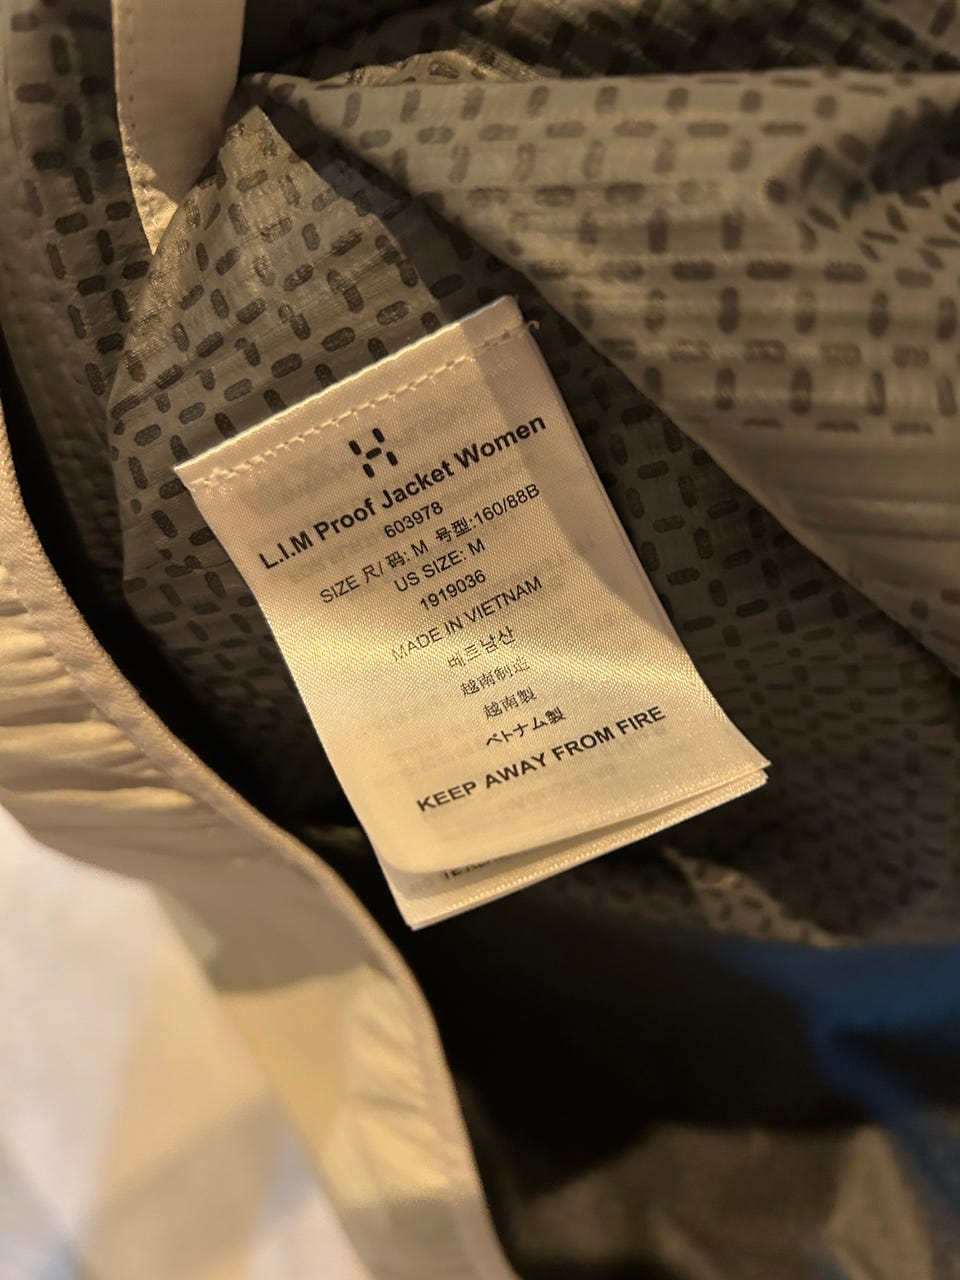 L.I.M Proof Jacket Women
603978
SIZE 尺/ 码: M 号型:160/88B
US SIZE: M
1919036
MADE IN VIETNAM
베트남산
越南制造
越南製
ベトナム製
KEEP AWAY FROM FIRE